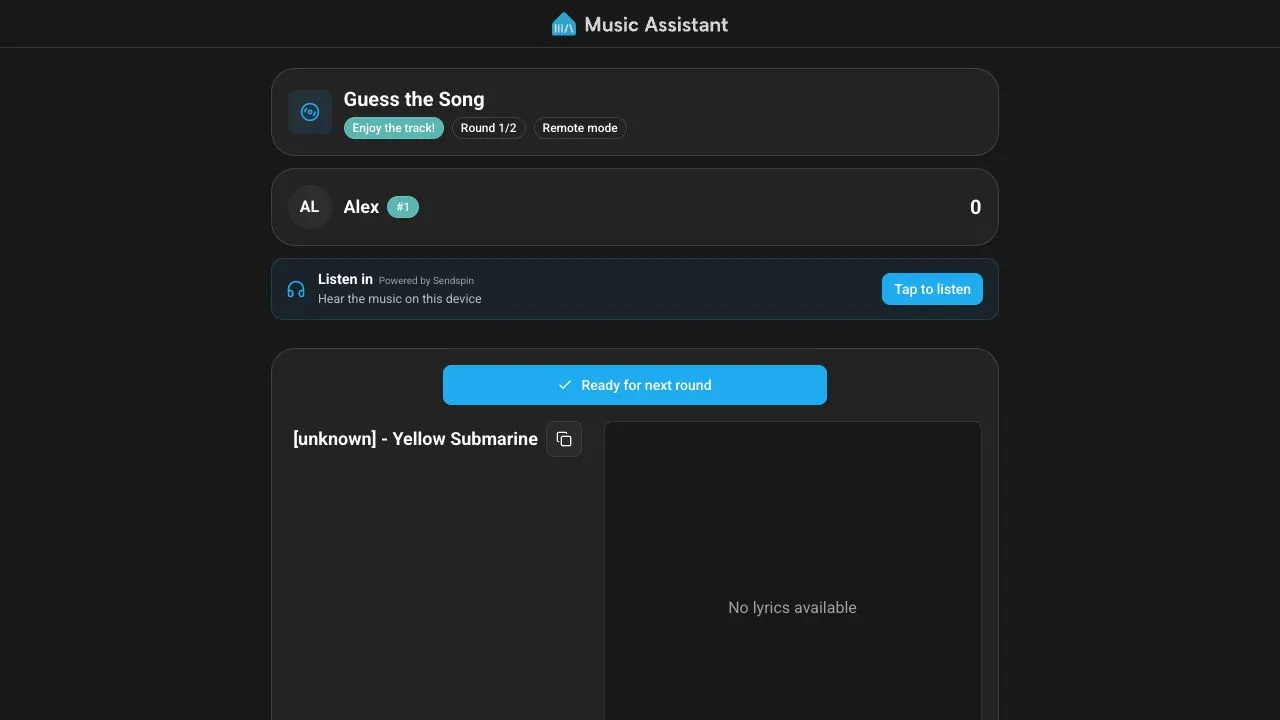 Music Assistant
Guess the Song
Enjoy the track! Round 1/2 Remote mode
AL Alex #1 0
Listen in Powered by Sendspin
Hear the music on this device
Tap to listen
Ready for next round
[unknown] - Yellow Submarine
No lyrics available